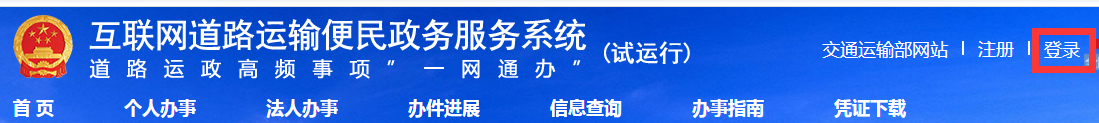 互联网道路运输便民政务服务系统 (试运行)
道路运政高频事项”一网通办”
交通运输部网站 | 注册 | 登录
首 页 个人办事 法人办事 办件进展 信息查询 办事指南 凭证下载